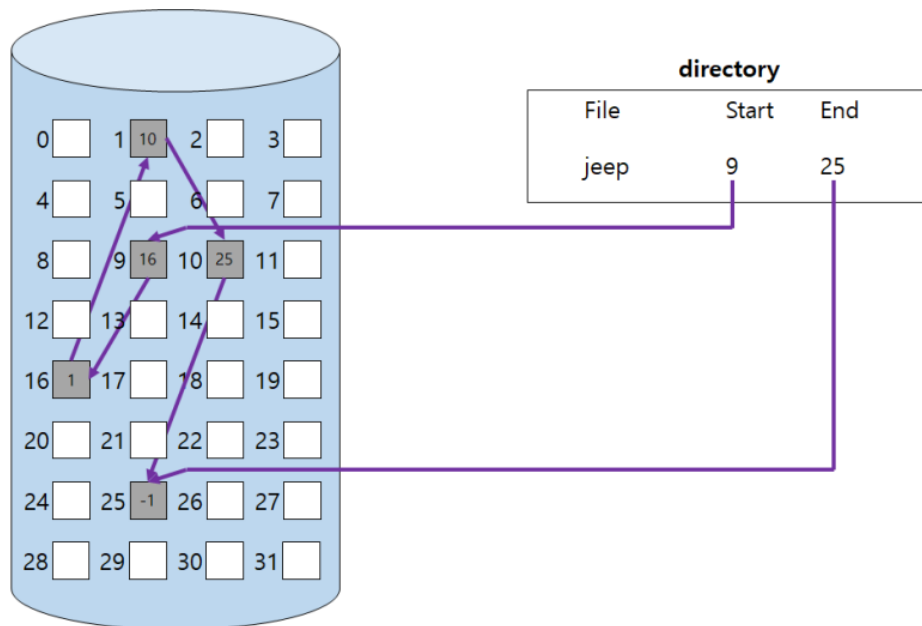 directory
File Start End
jeep 9 25
0 1 10 2 3
4 5 6 7
8 9 16 10 25 11
12 13 14 15
16 1 17 18 19
20 21 22 23
24 25 -1 26 27
28 29 30 31